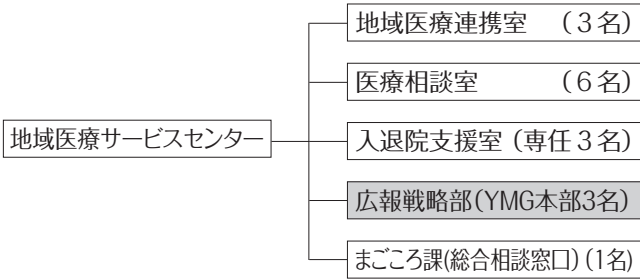 地域医療連携室　（３名）
医療相談室　　　（６名）
地域医療サービスセンター
入退院支援室（専任３名）
広報戦略部(YMG本部3名)
まごころ課(総合相談窓口)(1名)